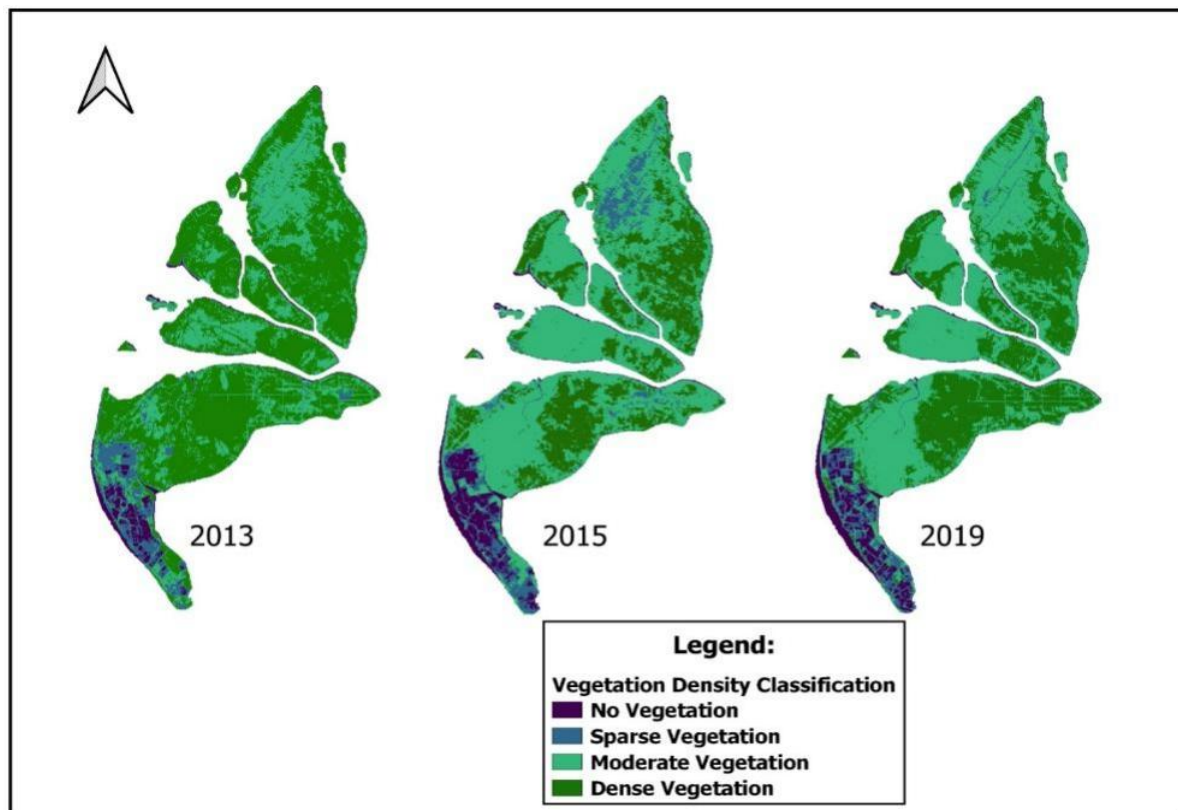 2013
2015
2019
Legend:
Vegetation Density Classification
No Vegetation
Sparse Vegetation
Moderate Vegetation
Dense Vegetation